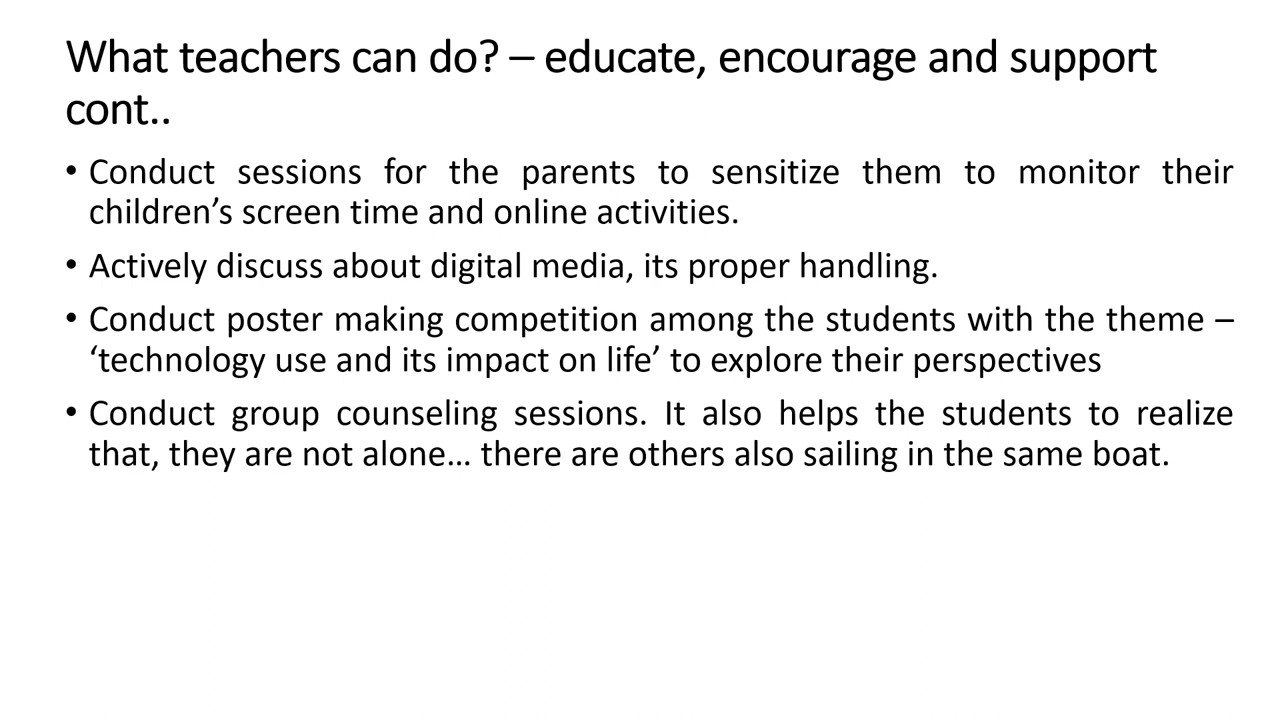 What teachers can do? – educate, encourage and support
cont..
• Conduct sessions for the parents to sensitize them to monitor their
children’s screen time and online activities.
• Actively discuss about digital media, its proper handling.
• Conduct poster making competition among the students with the theme –
‘technology use and its impact on life’ to explore their perspectives
• Conduct group counseling sessions. It also helps the students to realize
that, they are not alone… there are others also sailing in the same boat.